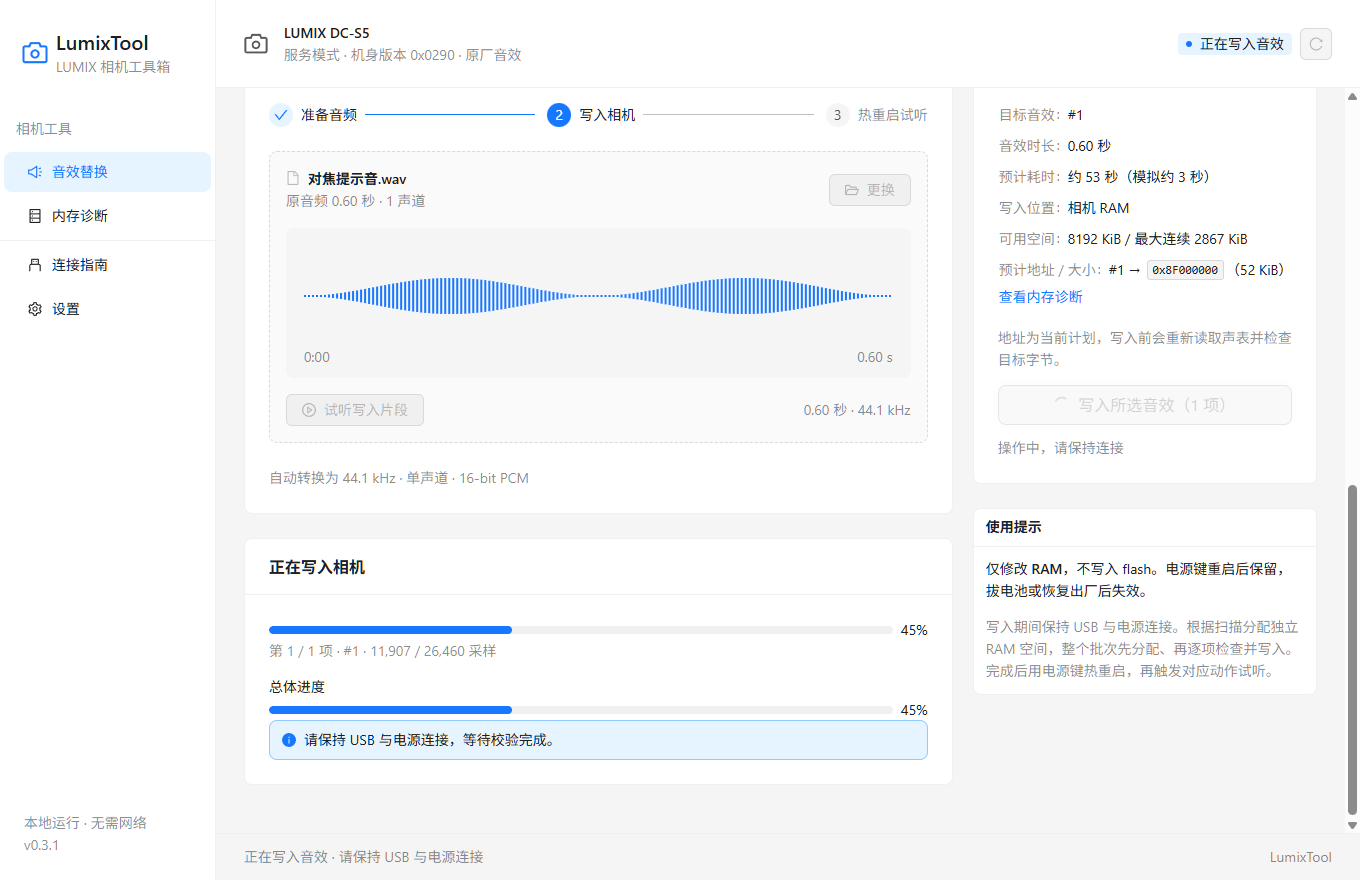 LumixTool
LUMIX 相机工具箱
相机工具
音效替换
内存诊断
连接指南
设置
本地运行 · 无需网络
v0.3.1
LUMIX DC-S5
服务模式 · 机身版本 0x0290 · 原厂音效
正在写入音效
准备音频
2 写入相机
3 热重启试听
对焦提示音.wav
原音频 0.60 秒 · 1 声道
更换
0:00
0.60 s
试听写入片段
0.60 秒 · 44.1 kHz
自动转换为 44.1 kHz · 单声道 · 16-bit PCM
正在写入相机
45%
第 1 / 1 项 · #1 · 11,907 / 26,460 采样
总体进度
45%
请保持 USB 与电源连接，等待校验完成。
目标音效：#1
音效时长：0.60 秒
预计耗时：约 53 秒（模拟约 3 秒）
写入位置：相机 RAM
可用空间：8192 KiB / 最大连续 2867 KiB
预计地址 / 大小：#1 → 0x8F000000（52 KiB）
查看内存诊断
地址为当前计划，写入前会重新读取声表并检查
目标字节。
写入所选音效（1 项）
操作中，请保持连接
使用提示
仅修改 RAM，不写入 flash。电源键重启后保留，
拔电池或恢复出厂后失效。
写入期间保持 USB 与电源连接。根据扫描分配独立
RAM 空间，整个批次先分配、再逐项检查并写入。
完成后用电源键热重启，再触发对应动作试听。
正在写入音效 · 请保持 USB 与电源连接
LumixTool